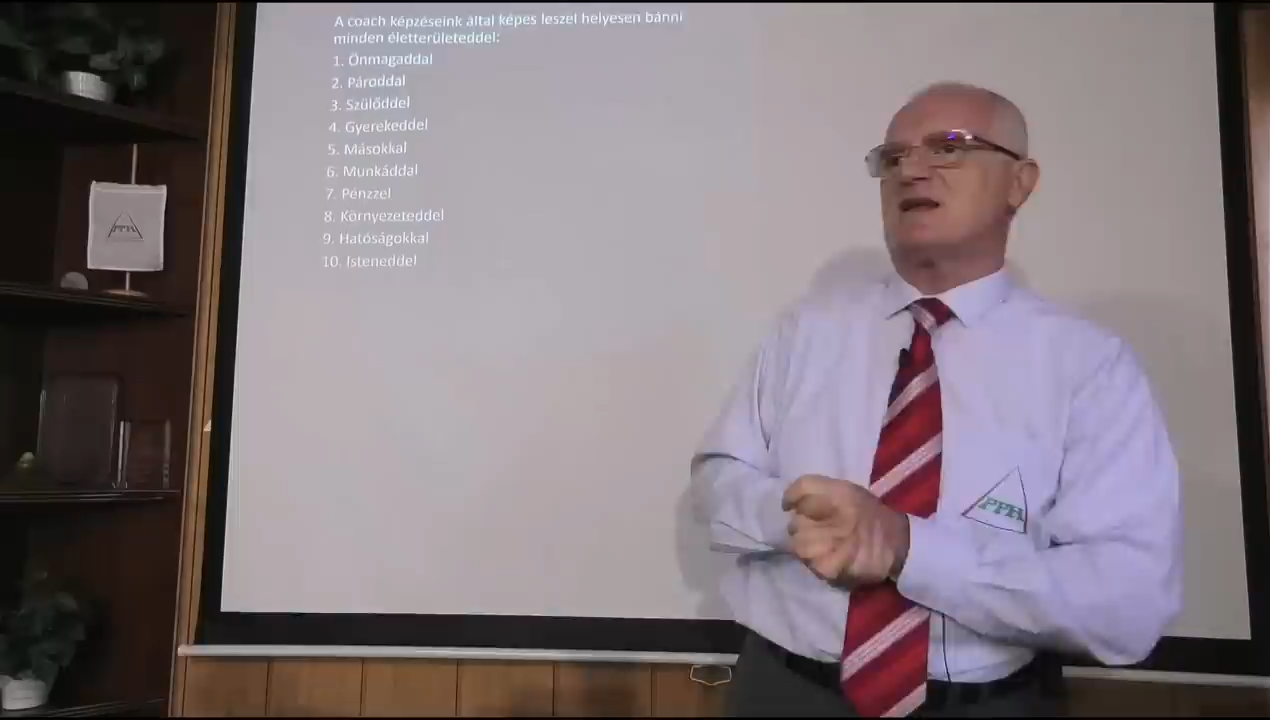 A coach képzéseink által képes leszel helyesen bánni
minden életterületeddel:
1. Önmagaddal
2. Pároddal
3. Szülőddel
4. Gyerekeddel
5. Másokkal
6. Munkáddal
7. Pénzzel
8. Környezeteddel
9. Hatóságokkal
10. Isteneddel
PPH